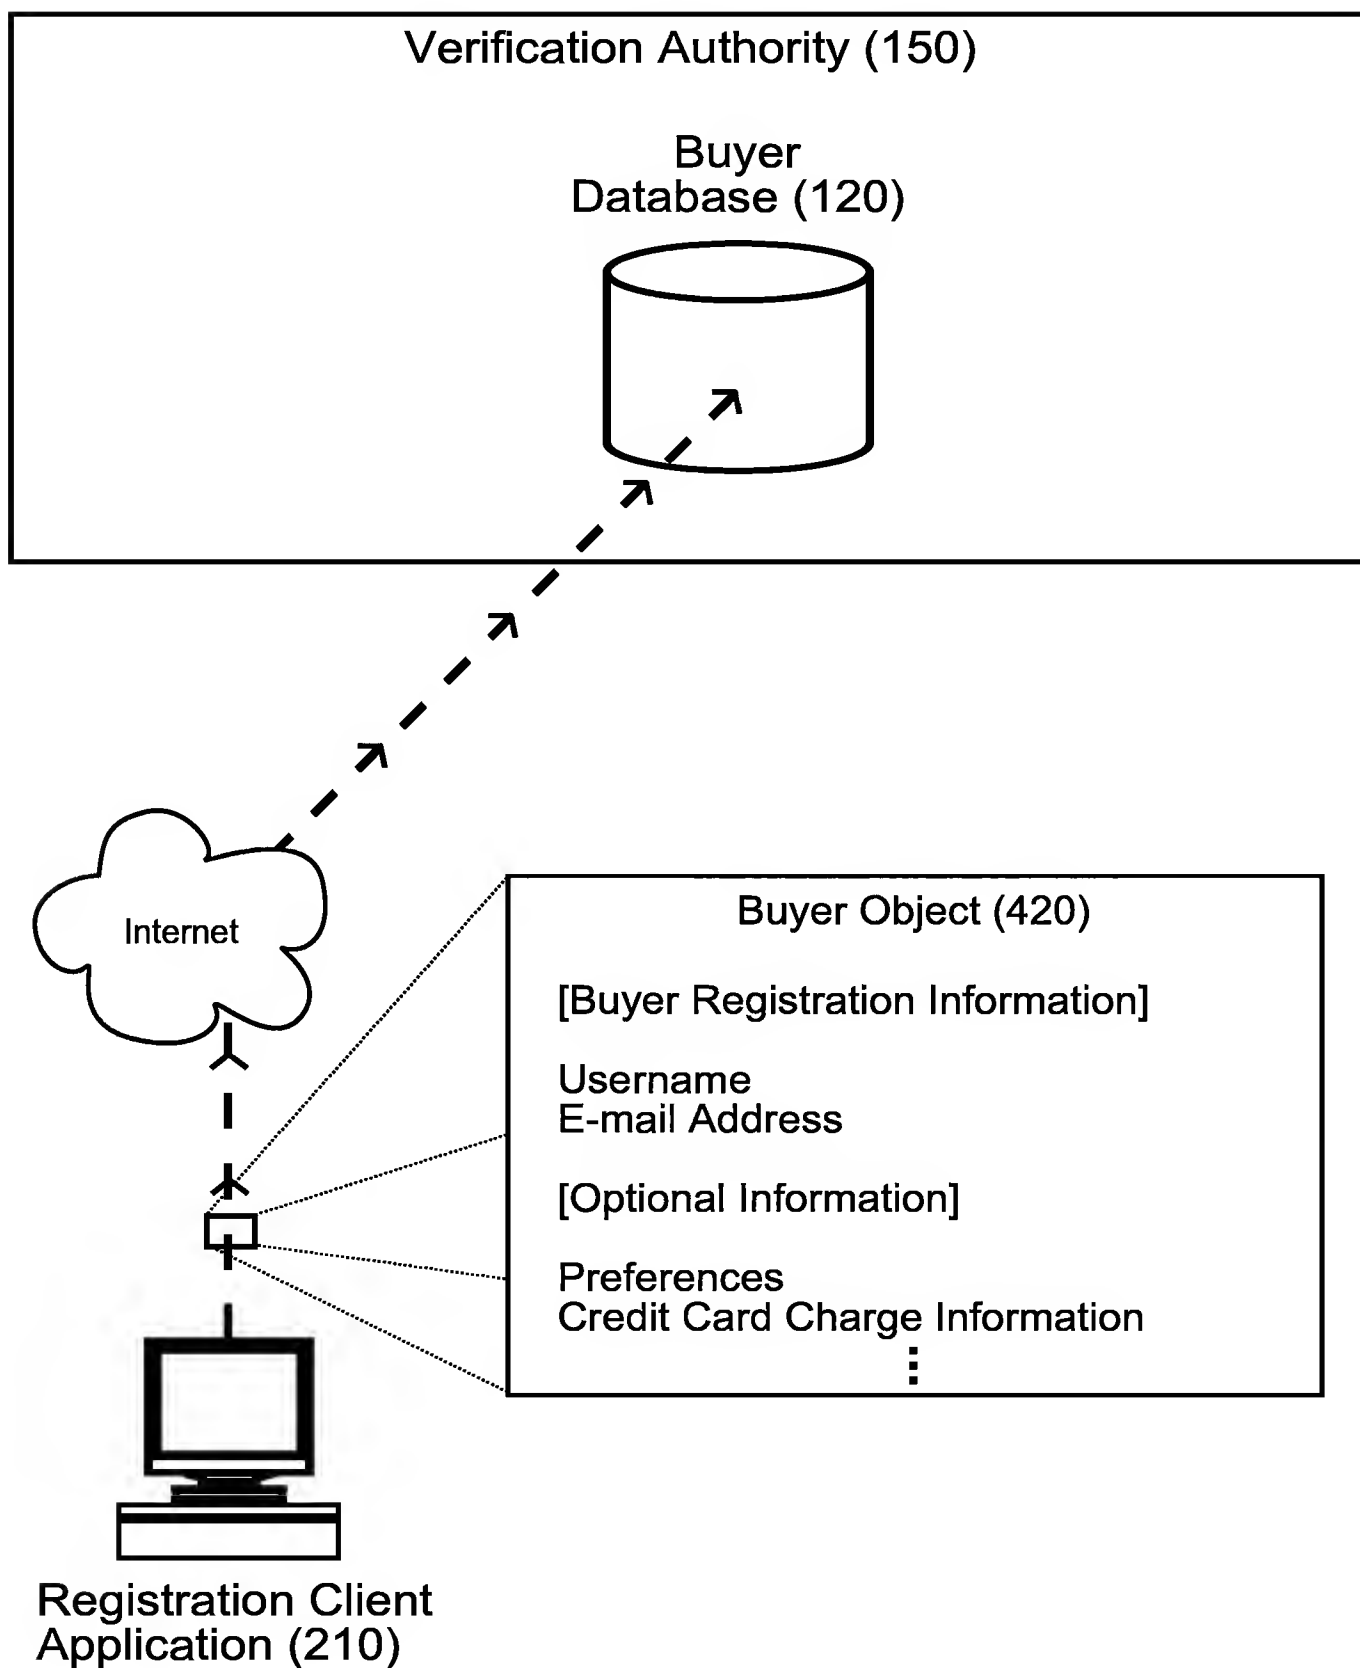 Verification Authority (150)
Buyer
Database (120)
Internet
Buyer Object (420)
[Buyer Registration Information]
Username
E-mail Address
[Optional Information]
Preferences
Credit Card Charge Information
Registration Client
Application (210)